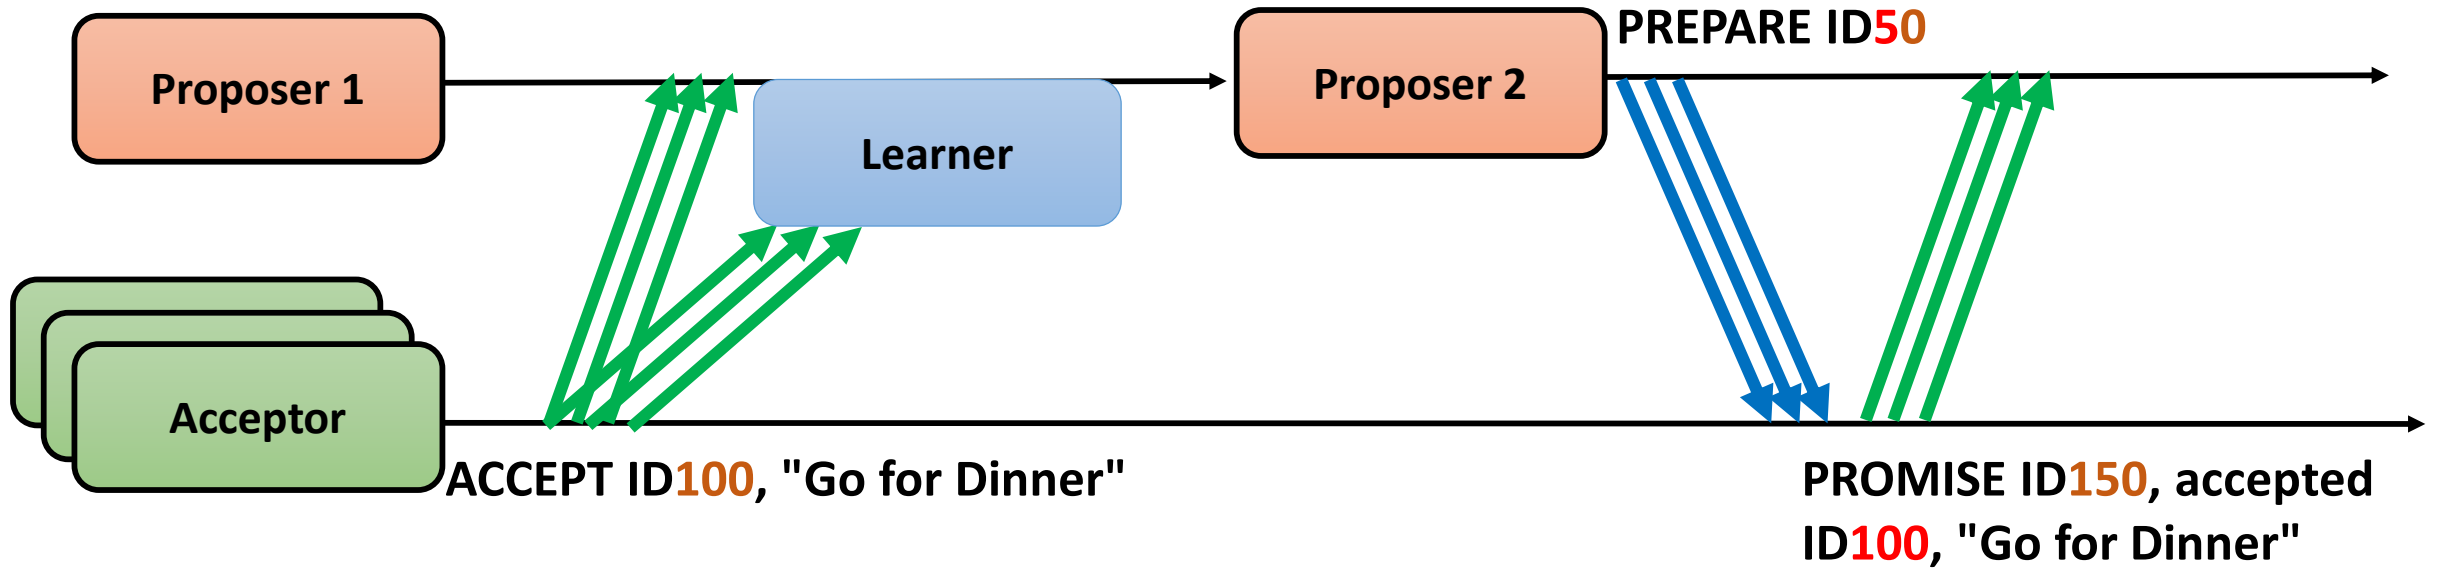 Proposer 1
Learner
Proposer 2
PREPARE ID50
Acceptor
ACCEPT ID100, "Go for Dinner"
PROMISE ID150, accepted
ID100, "Go for Dinner"